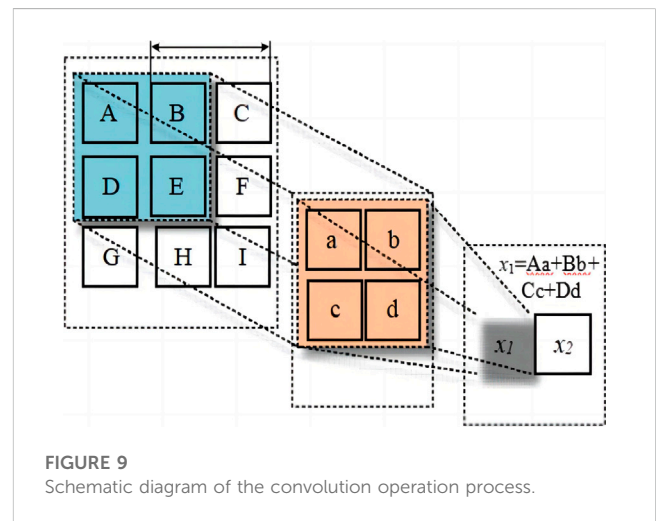 A B C
D E F
G H I
a b
c d
x₁=Aa+Bb+
Cc+Dd
x₁ x₂
FIGURE 9
Schematic diagram of the convolution operation process.